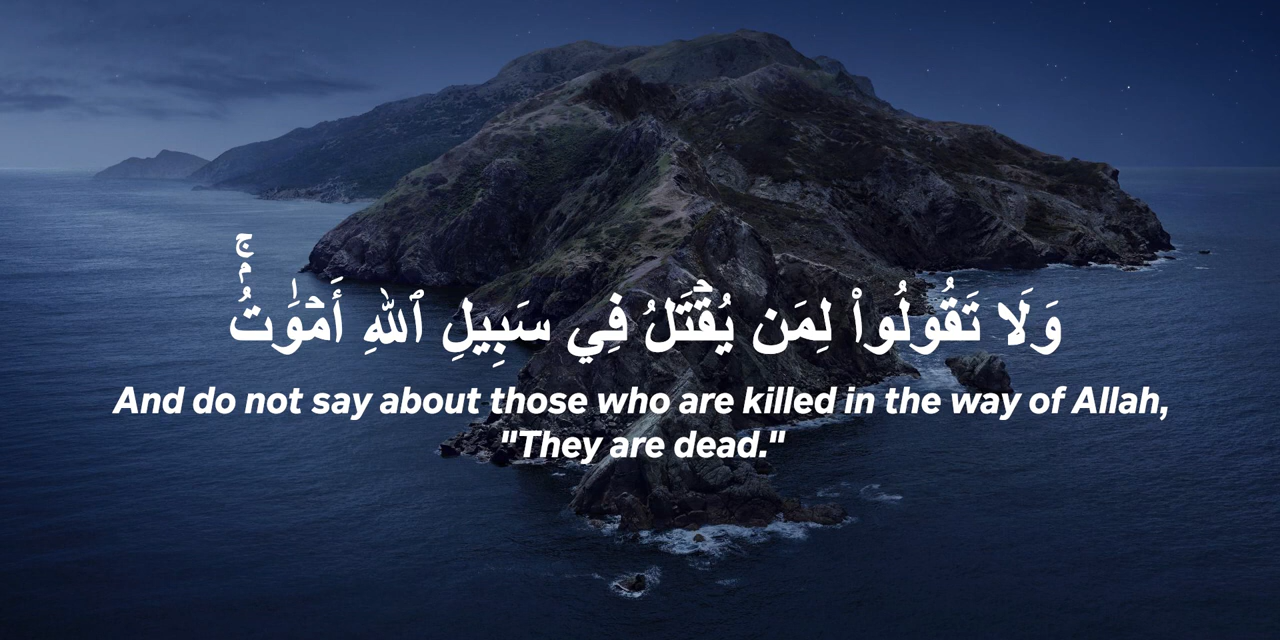 وَلَا تَقُولُوا۟ لِمَن يُقْتَلُ فِي سَبِيلِ ٱللَّهِ أَمْوَٰتٌۢ ۚ
And do not say about those who are killed in the way of Allah,
"They are dead."